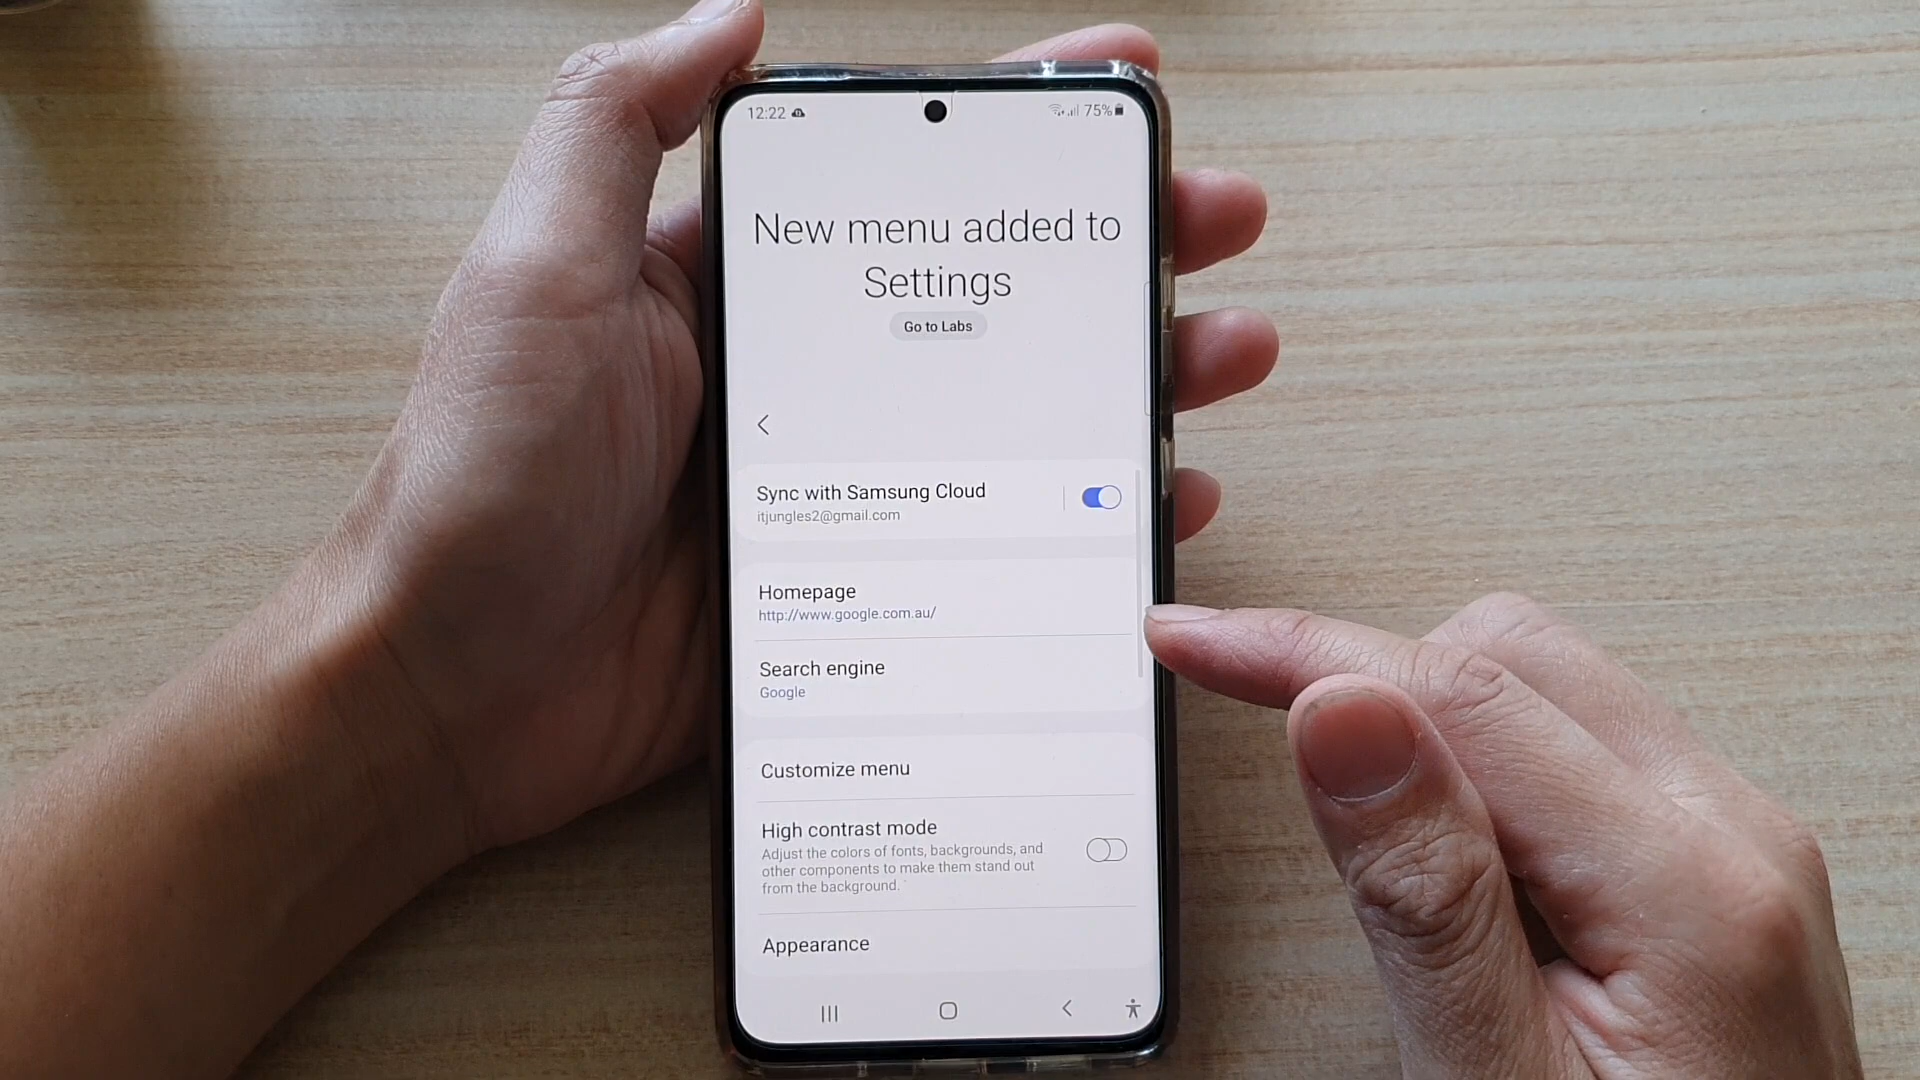 12:22
75%
New menu added to
Settings
Go to Labs
Sync with Samsung Cloud
itjungles2@gmail.com
Homepage
http://www.google.com.au/
Search engine
Google
Customize menu
High contrast mode
Adjust the colors of fonts, backgrounds, and
other components to make them stand out
from the background.
Appearance